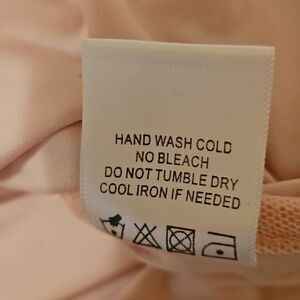 HAND WASH COLD
NO BLEACH
DO NOT TUMBLE DRY
COOL IRON IF NEEDED